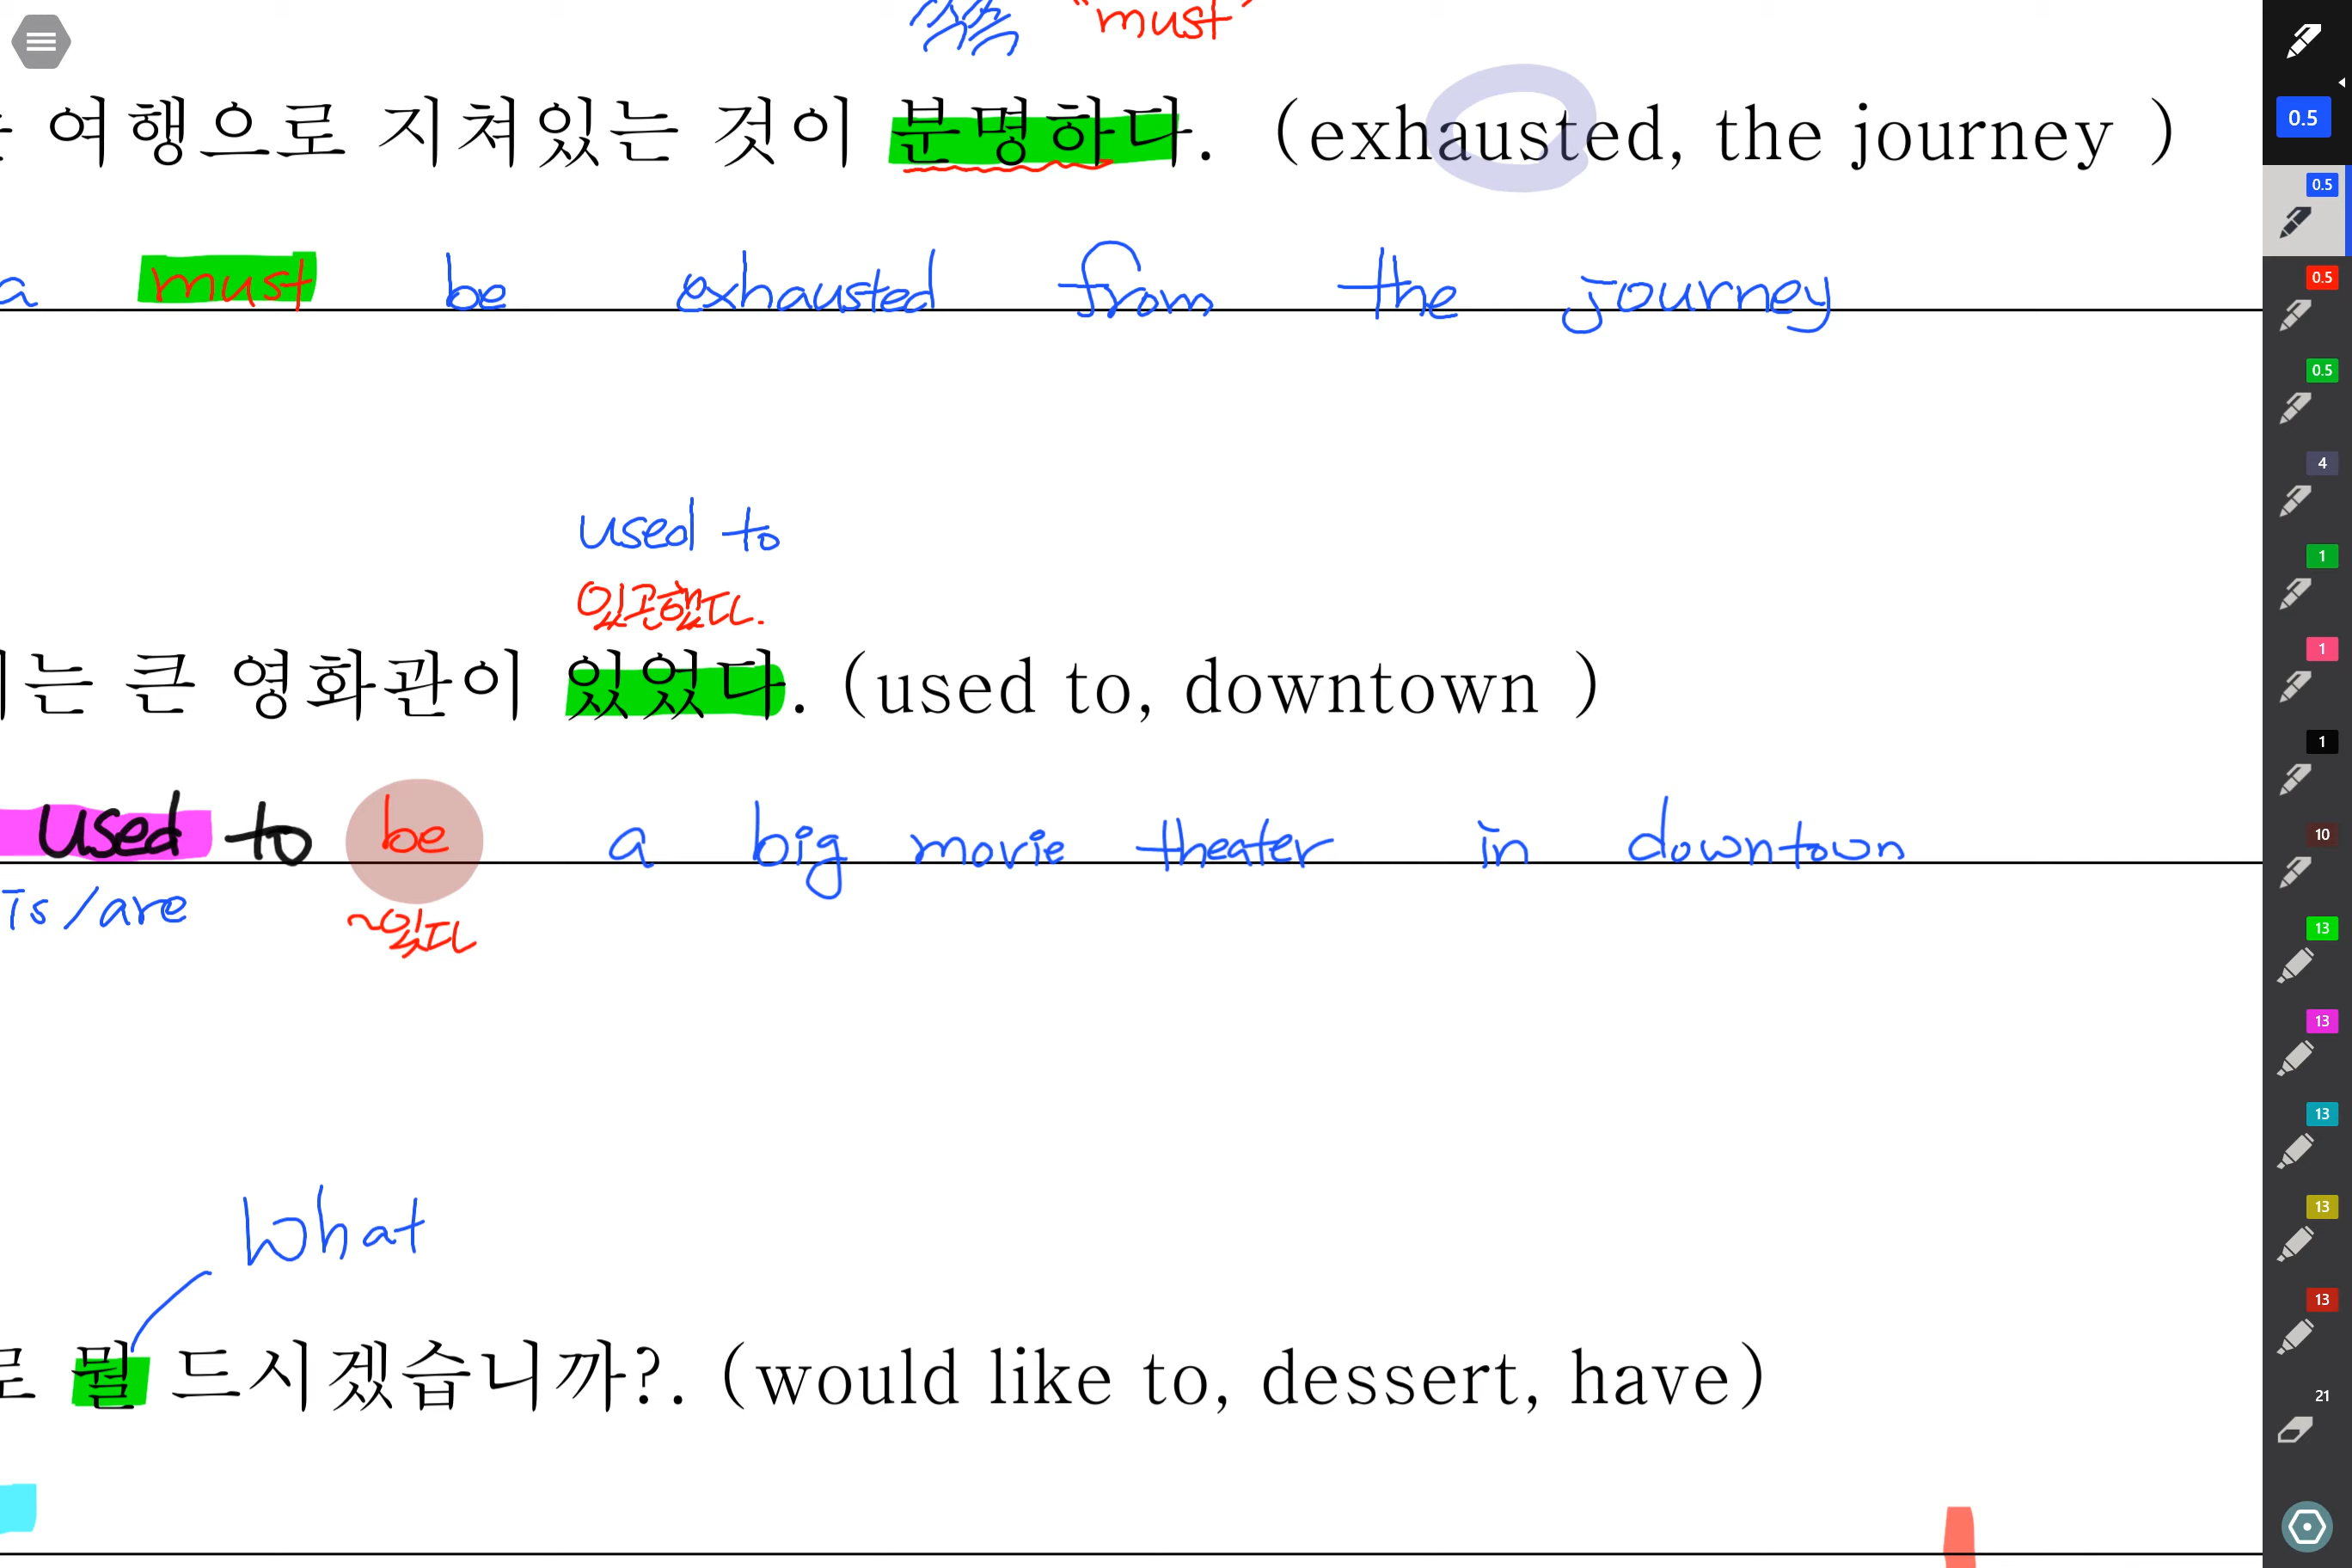 "must"
여행으로 지쳐있는 것이 분명하다. (exhausted, the journey )
must be exhausted from the journey
used to
있곤했다.
는 큰 영화관이 있었다. (used to, downtown )
used to be a big movie theater in downtown
is/are ~있다
What
뭘 드시겠습니까?. (would like to, dessert, have)
0.5
0.5
0.5
0.5
4
1
1
1
10
13
13
13
13
13
21